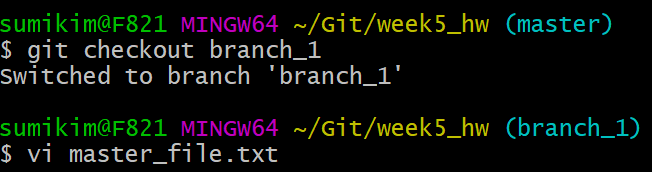 sumikim@F821 MINGW64 ~/Git/week5_hw (master)
$ git checkout branch_1
Switched to branch 'branch_1'
sumikim@F821 MINGW64 ~/Git/week5_hw (branch_1)
$ vi master_file.txt